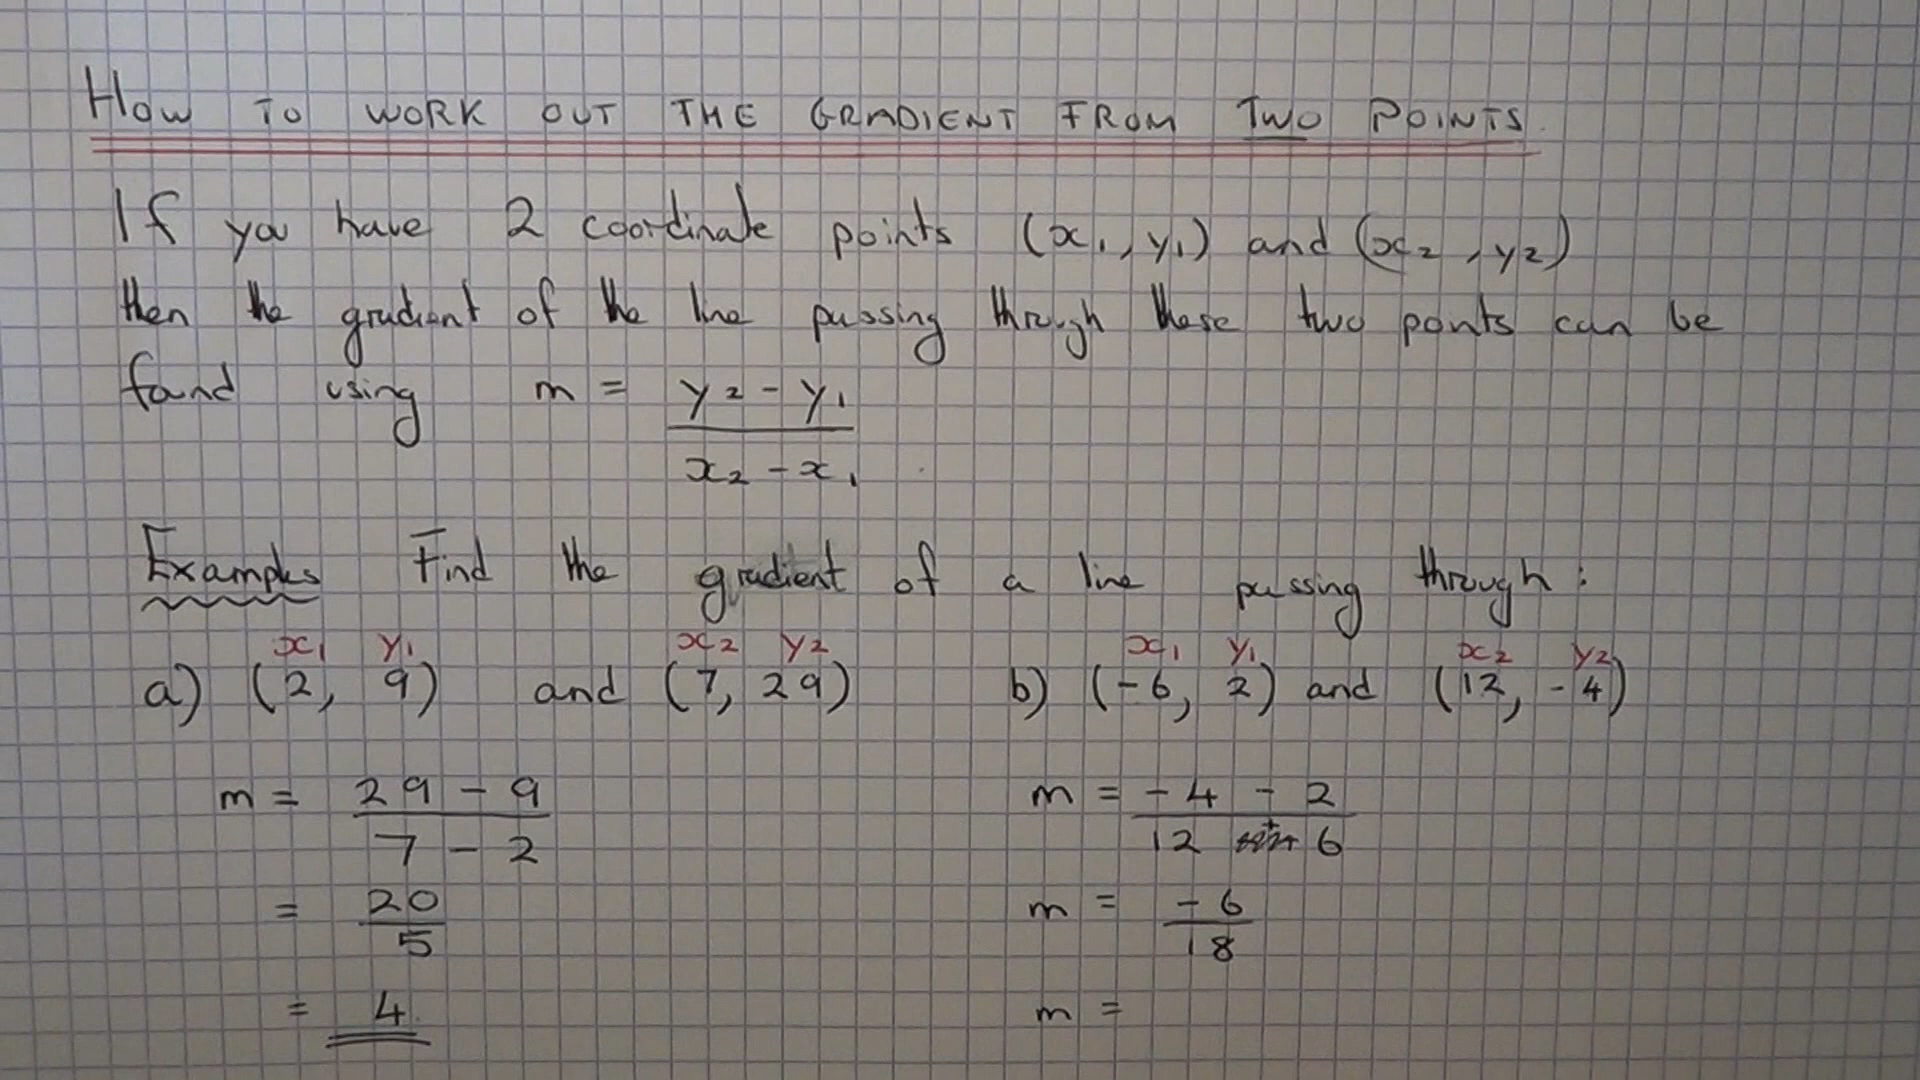 HOW TO WORK OUT THE GRADIENT FROM TWO POINTS.
If you have 2 coordinate points (x₁, y₁) and (x₂, y₂)
then the gradient of the line passing through these two points can be
found using m = y₂ - y₁
x₂ - x₁
Examples Find the gradient of a line passing through:
x₁ y₁ x₂ y₂ x₁ y₁ x₂ y₂
a) (2, 9) and (7, 29) b) (-6, 2) and (12, -4)
m = 29 - 9 m = -4 - 2
7 - 2 12 + 6
= 20 m = -6
5 18
= 4 m =